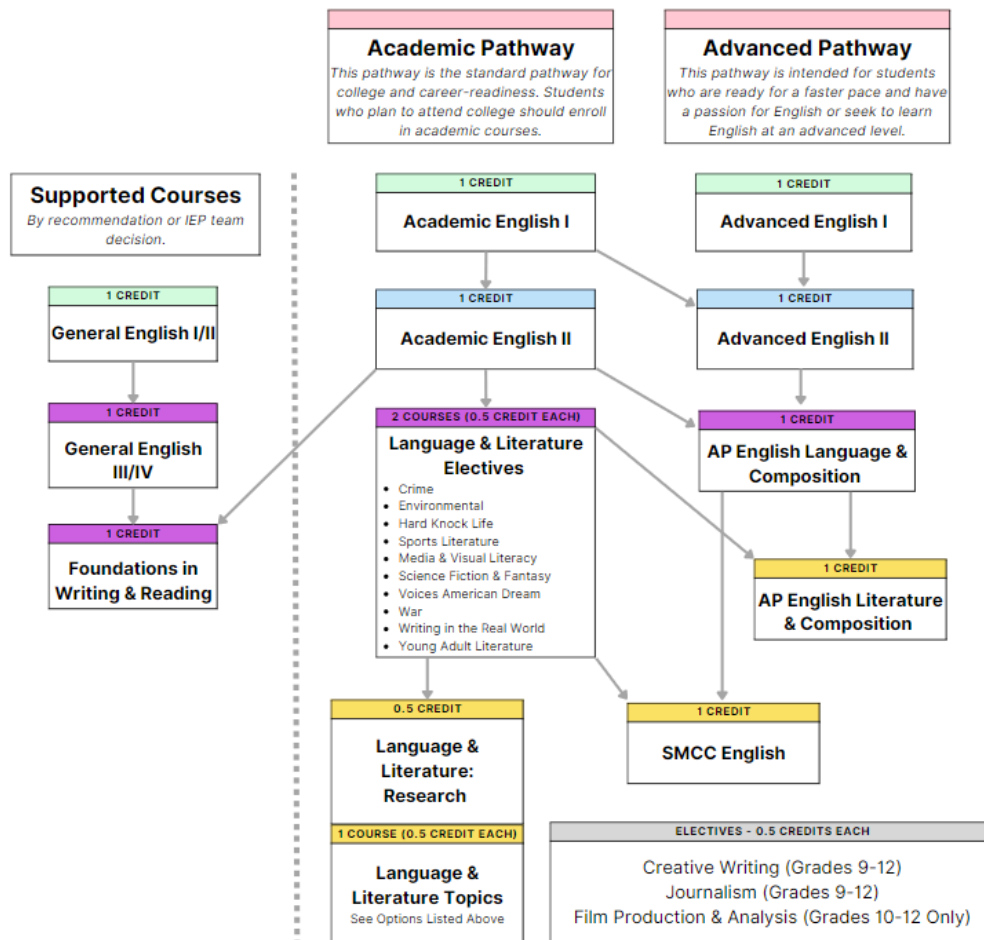 Academic Pathway
This pathway is the standard pathway for
college and career-readiness. Students
who plan to attend college should enroll
in academic courses.
Advanced Pathway
This pathway is intended for students
who are ready for a faster pace and have
a passion for English or seek to learn
English at an advanced level.
Supported Courses
By recommendation or IEP team
decision.
1 CREDIT
General English I/II
1 CREDIT
General English
III/IV
1 CREDIT
Foundations in
Writing & Reading
1 CREDIT
Academic English I
1 CREDIT
Academic English II
2 COURSES (0.5 CREDIT EACH)
Language & Literature
Electives
• Crime
• Environmental
• Hard Knock Life
• Sports Literature
• Media & Visual Literacy
• Science Fiction & Fantasy
• Voices American Dream
• War
• Writing in the Real World
• Young Adult Literature
0.5 CREDIT
Language &
Literature:
Research
1 COURSE (0.5 CREDIT EACH)
Language &
Literature Topics
See Options Listed Above
1 CREDIT
Advanced English I
1 CREDIT
Advanced English II
1 CREDIT
AP English Language &
Composition
1 CREDIT
AP English Literature
& Composition
1 CREDIT
SMCC English
ELECTIVES - 0.5 CREDITS EACH
Creative Writing (Grades 9-12)
Journalism (Grades 9-12)
Film Production & Analysis (Grades 10-12 Only)